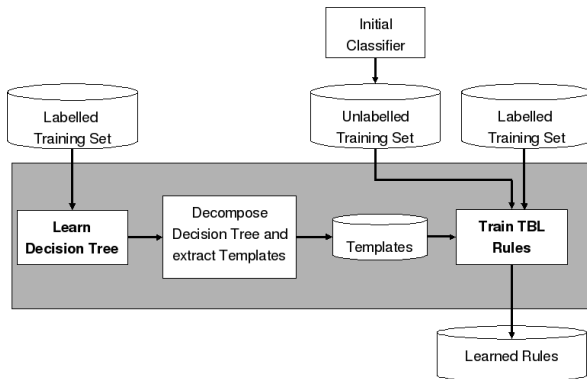 Initial
Classifier
Labelled
Training Set
Unlabelled
Training Set
Labelled
Training Set
Learn
Decision Tree
Decompose
Decision Tree and
extract Templates
Templates
Train TBL
Rules
Learned Rules